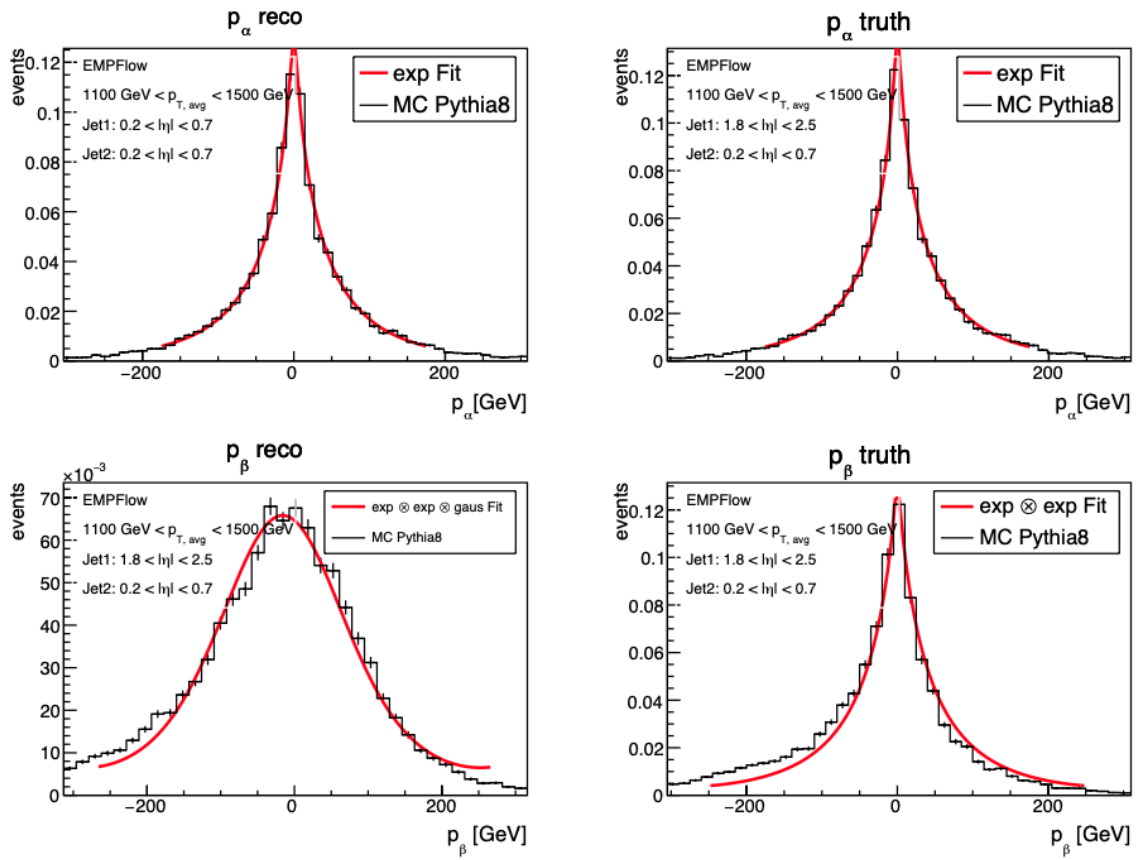 p_α reco
events
0.12
0.1
0.08
0.06
0.04
0.02
0
EMPFlow
1100 GeV < p_T, avg < 1500 GeV
Jet1: 0.2 < |η| < 0.7
Jet2: 0.2 < |η| < 0.7
exp Fit
MC Pythia8
−200 0 200
p_α [GeV]
p_α truth
events
0.12
0.1
0.08
0.06
0.04
0.02
0
EMPFlow
1100 GeV < p_T, avg < 1500 GeV
Jet1: 1.8 < |η| < 2.5
Jet2: 0.2 < |η| < 0.7
exp Fit
MC Pythia8
−200 0 200
p_α [GeV]
p_β reco
×10⁻³
events
70
60
50
40
30
20
10
0
EMPFlow
1100 GeV < p_T, avg < 1500 GeV
Jet1: 1.8 < |η| < 2.5
Jet2: 0.2 < |η| < 0.7
exp ⊗ exp ⊗ gaus Fit
MC Pythia8
−200 0 200
p_β [GeV]
p_β truth
events
0.12
0.1
0.08
0.06
0.04
0.02
0
EMPFlow
1100 GeV < p_T, avg < 1500 GeV
Jet1: 1.8 < |η| < 2.5
Jet2: 0.2 < |η| < 0.7
exp ⊗ exp Fit
MC Pythia8
−200 0 200
p_β [GeV]